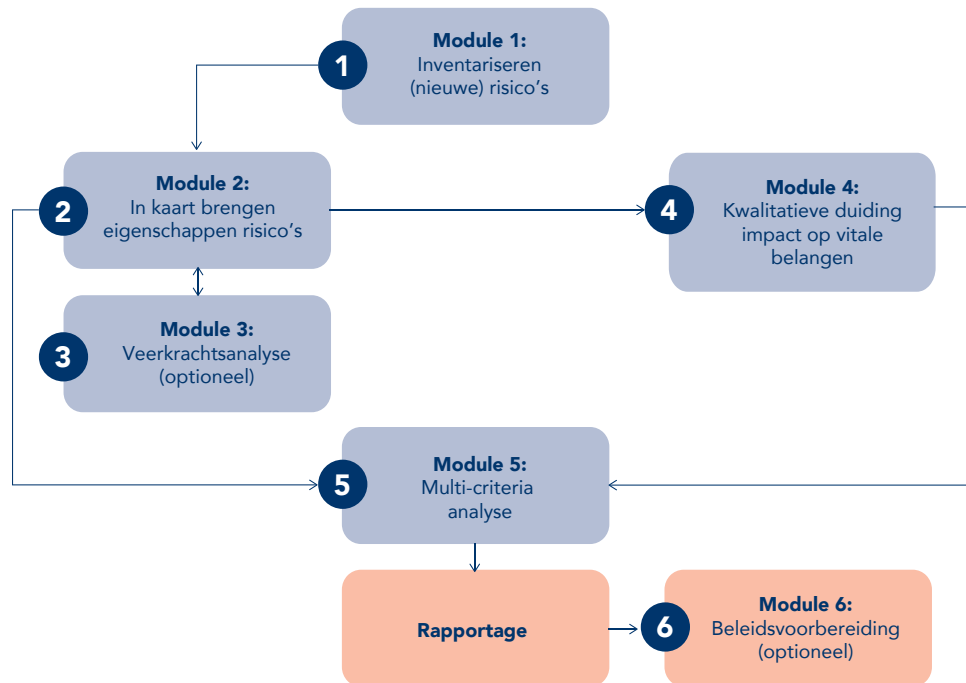 1
Module 1:
Inventariseren
(nieuwe) risico's
2
Module 2:
In kaart brengen
eigenschappen risico's
4
Module 4:
Kwalitatieve duiding
impact op vitale
belangen
3
Module 3:
Veerkrachtsanalyse
(optioneel)
5
Module 5:
Multi-criteria
analyse
Rapportage
6
Module 6:
Beleidsvoorbereiding
(optioneel)